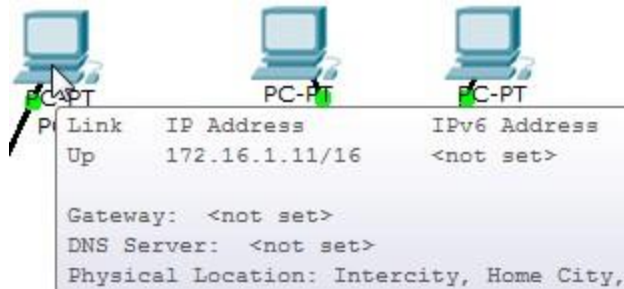 PC-PT PC-PT PC-PT
Link IP Address IPv6 Address
Up 172.16.1.11/16 <not set>
Gateway: <not set>
DNS Server: <not set>
Physical Location: Intercity, Home City,